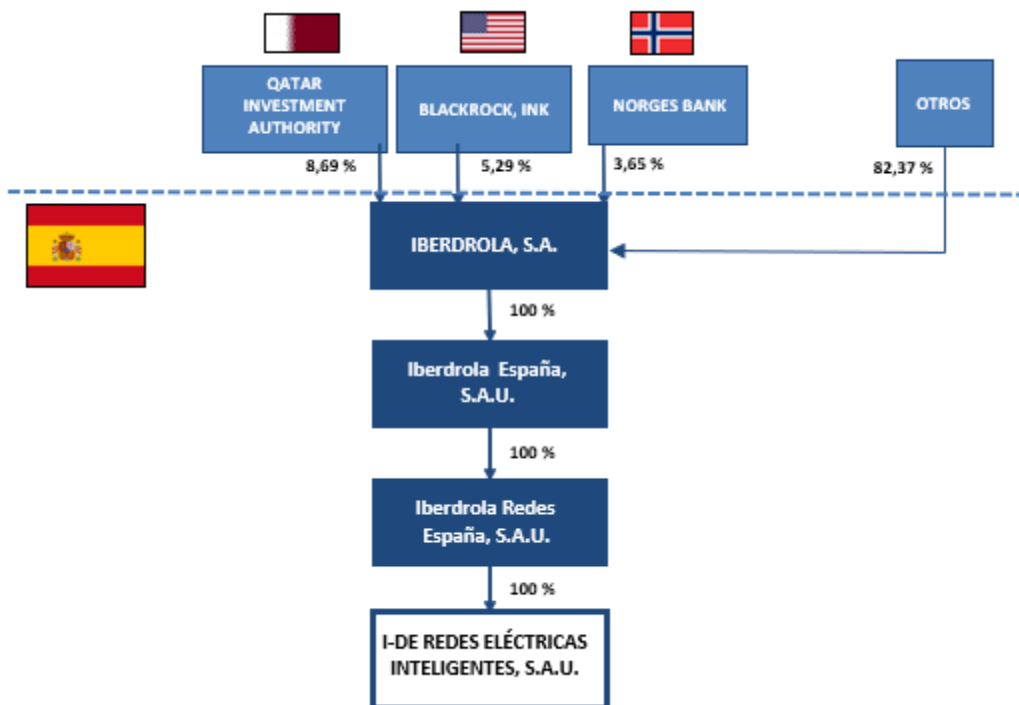 QATAR
INVESTMENT
AUTHORITY
BLACKROCK, INK
NORGES BANK
OTROS
8,69 %
5,29 %
3,65 %
82,37 %
IBERDROLA, S.A.
100 %
Iberdrola España,
S.A.U.
100 %
Iberdrola Redes
España, S.A.U.
100 %
I-DE REDES ELÉCTRICAS
INTELIGENTES, S.A.U.